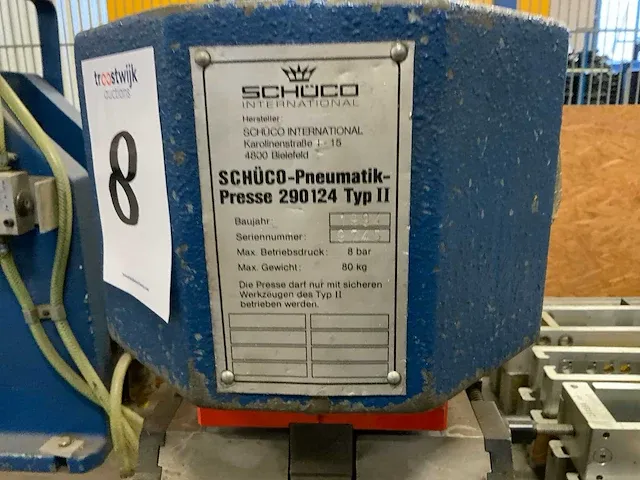 troostwijk
auctions
8
SCHÜCO
INTERNATIONAL
Hersteller:
SCHÜCO INTERNATIONAL
Karolinenstraße 1 - 15
4800 Bielefeld
SCHÜCO-Pneumatik-
Presse 290124 Typ II
Baujahr:
Seriennummer:
Max. Betriebsdruck: 8 bar
Max. Gewicht: 80 kg
Die Presse darf nur mit sicheren
Werkzeugen des Typ II
betrieben werden.